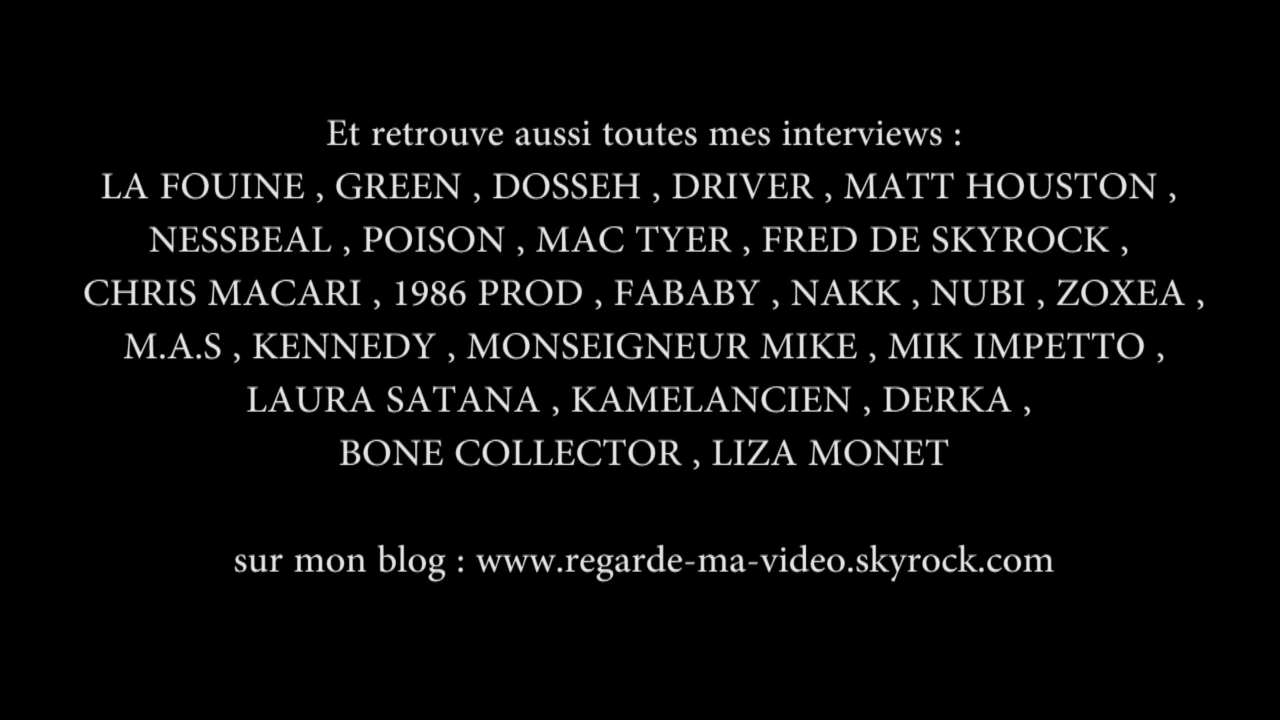 Et retrouve aussi toutes mes interviews :
LA FOUINE , GREEN , DOSSEH , DRIVER , MATT HOUSTON ,
NESSBEAL , POISON , MAC TYER , FRED DE SKYROCK ,
CHRIS MACARI , 1986 PROD , FABABY , NAKK , NUBI , ZOXEA ,
M.A.S , KENNEDY , MONSEIGNEUR MIKE , MIK IMPETTO ,
LAURA SATANA , KAMELANCIEN , DERKA ,
BONE COLLECTOR , LIZA MONET
sur mon blog : www.regarde-ma-video.skyrock.com